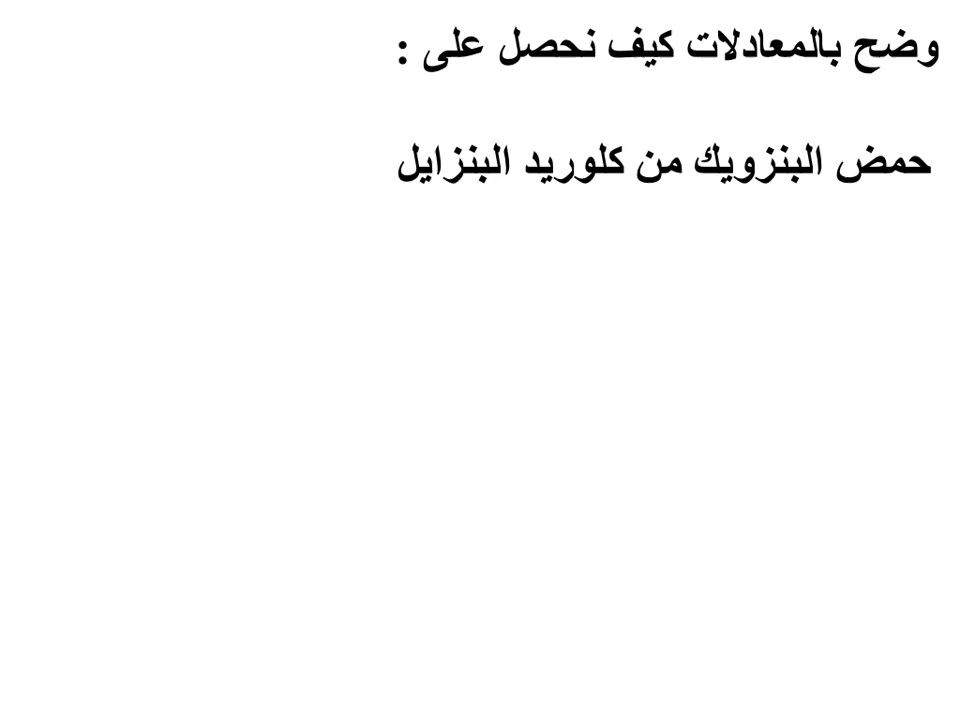 وضح بالمعادلات كيف نحصل على :
حمض البنزويك من كلوريد البنزايل